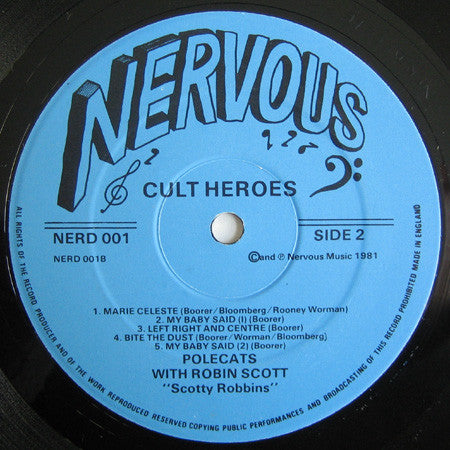 NERVOUS
CULT HEROES
NERD 001
SIDE 2
NERD 001B
©and ℗ Nervous Music 1981
1. MARIE CELESTE (Boorer/Bloomberg/Rooney Worman)
2. MY BABY SAID (I) (Boorer)
3. LEFT RIGHT AND CENTRE (Boorer)
4. BITE THE DUST (Boorer/Worman/Bloomberg)
5. MY BABY SAID (2) (Boorer)
POLECATS
WITH ROBIN SCOTT
"Scotty Robbins"
ALL RIGHTS OF THE RECORD PRODUCER AND OF THE WORK REPRODUCED RESERVED COPYING PUBLIC PERFORMANCES AND BROADCASTING OF THIS RECORD PROHIBITED MADE IN ENGLAND